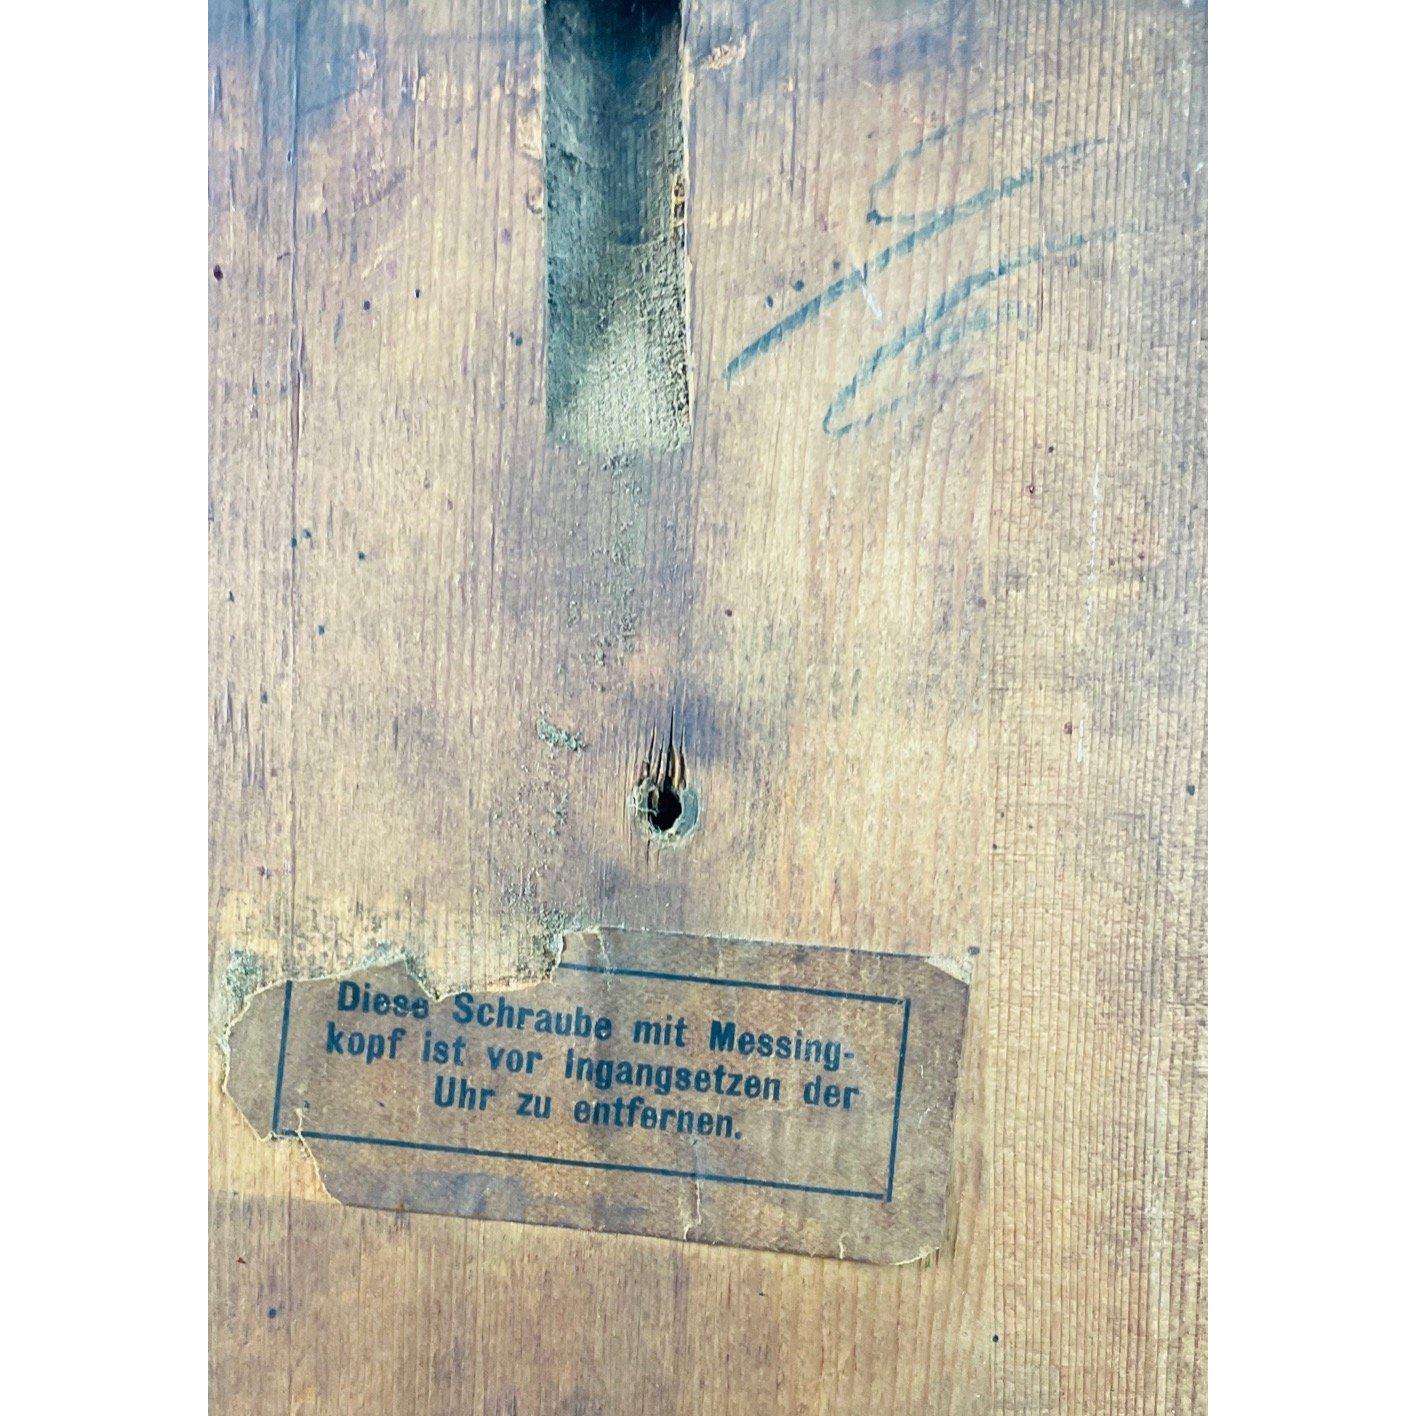 Diese Schraube mit Messing-
kopf ist vor Ingangsetzen der
Uhr zu entfernen.